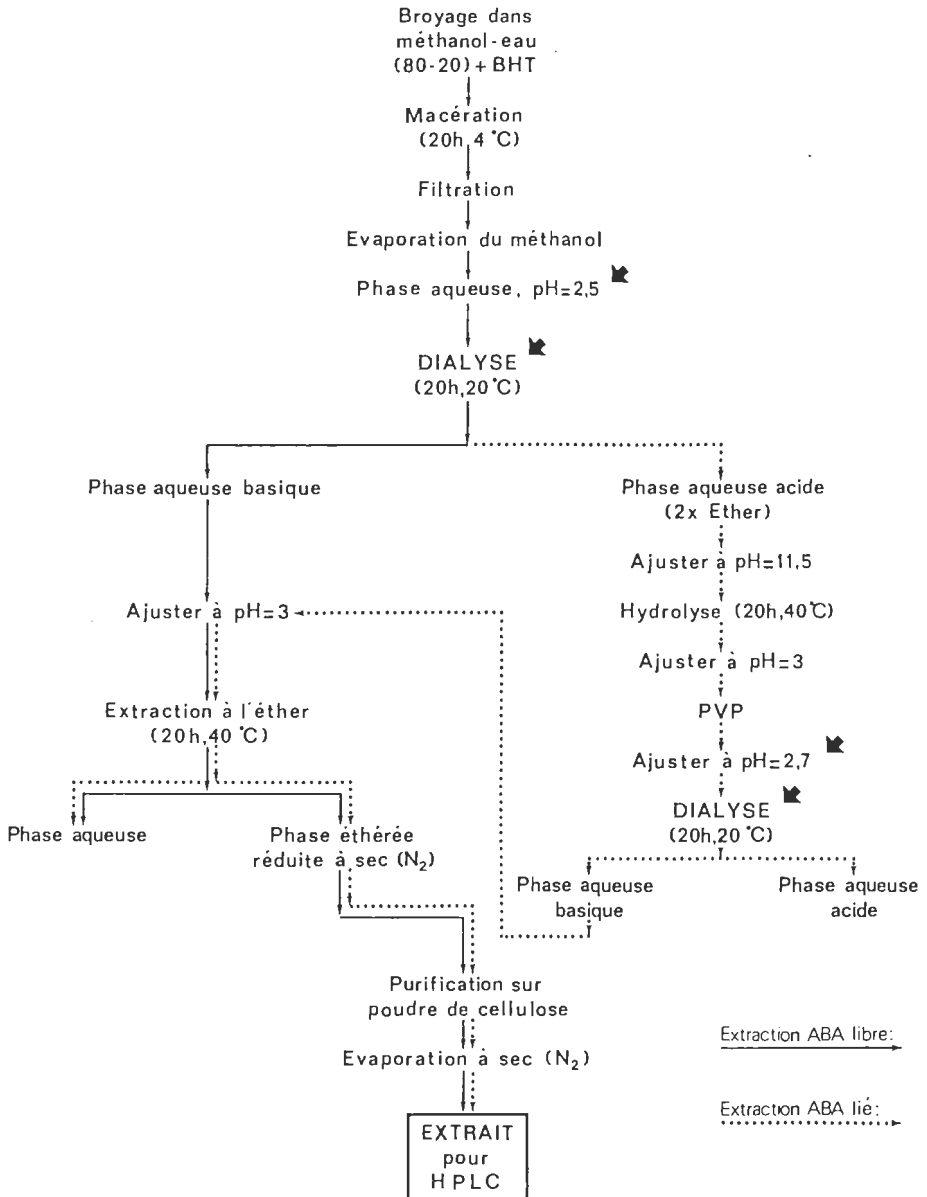 Broyage dans
méthanol-eau
(80-20) + BHT
Macération
(20h, 4 °C)
Filtration
Evaporation du méthanol
Phase aqueuse, pH=2,5
DIALYSE
(20h, 20 °C)
Phase aqueuse basique
Phase aqueuse acide
(2x Ether)
Ajuster à pH=11,5
Ajuster à pH=3
Hydrolyse (20h, 40 °C)
Ajuster à pH=3
Extraction à l'éther
(20h, 40 °C)
PVP
Ajuster à pH=2,7
DIALYSE
(20h, 20 °C)
Phase aqueuse
Phase éthérée
réduite à sec (N2)
Phase aqueuse
basique
Phase aqueuse
acide
Purification sur
poudre de cellulose
Evaporation à sec (N2)
EXTRAIT
pour
HPLC
Extraction ABA libre:
Extraction ABA lié: